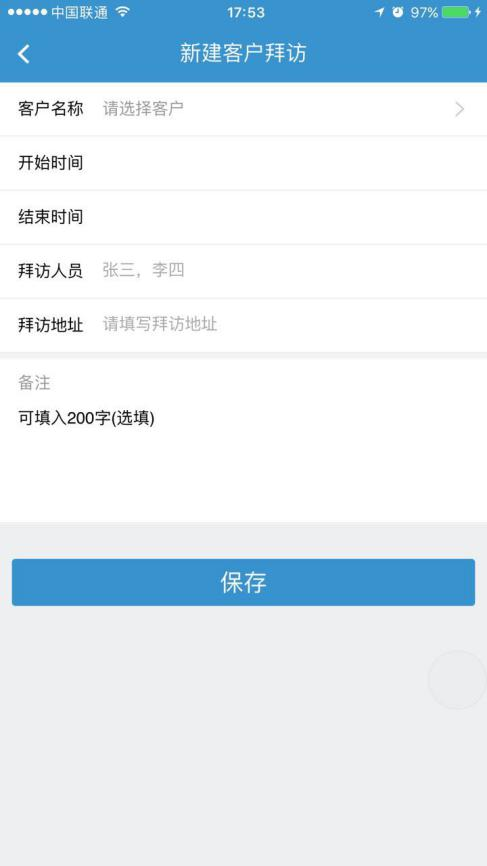 中国联通 17:53 97%
新建客户拜访
客户名称 请选择客户
开始时间
结束时间
拜访人员 张三，李四
拜访地址 请填写拜访地址
备注
可填入200字(选填)
保存